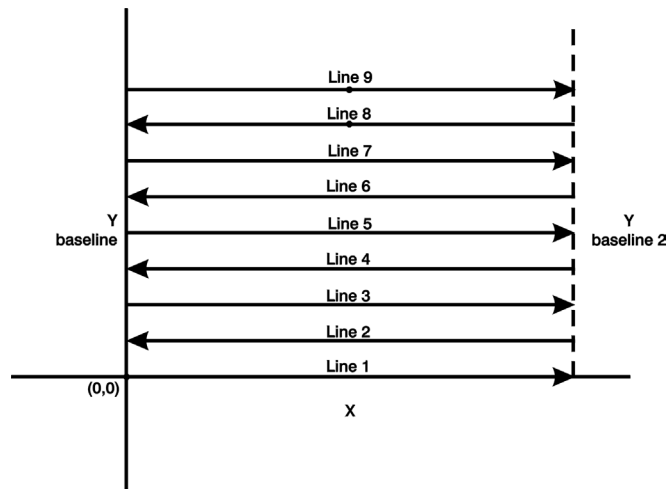 Line 9
Line 8
Line 7
Line 6
Y
baseline
Line 5
Y
baseline 2
Line 4
Line 3
Line 2
Line 1
(0,0)
X